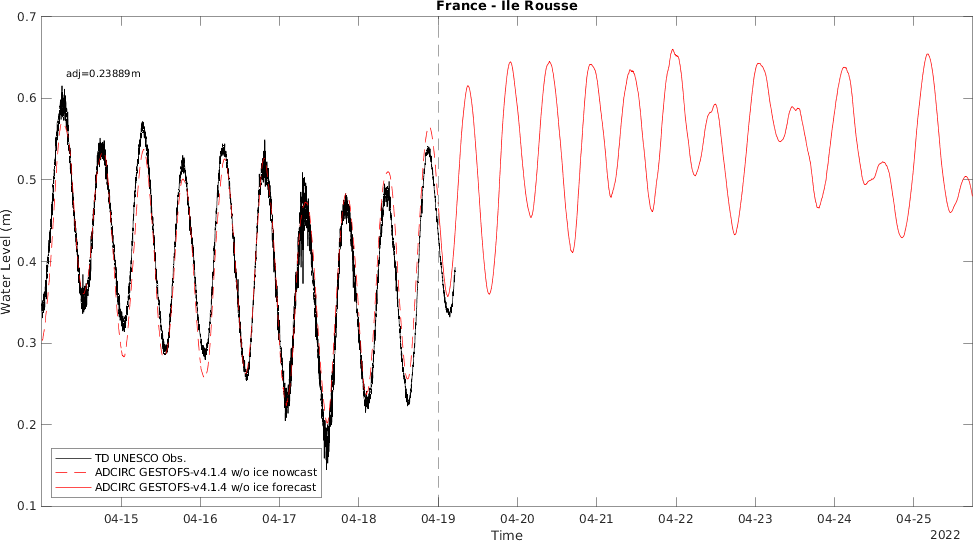 France - Ile Rousse
adj=0.23889m
0.7
0.6
0.5
0.4
0.3
0.2
0.1
Water Level (m)
TD UNESCO Obs.
ADCIRC GESTOFS-v4.1.4 w/o ice nowcast
ADCIRC GESTOFS-v4.1.4 w/o ice forecast
04-15 04-16 04-17 04-18 04-19 04-20 04-21 04-22 04-23 04-24 04-25
Time
2022